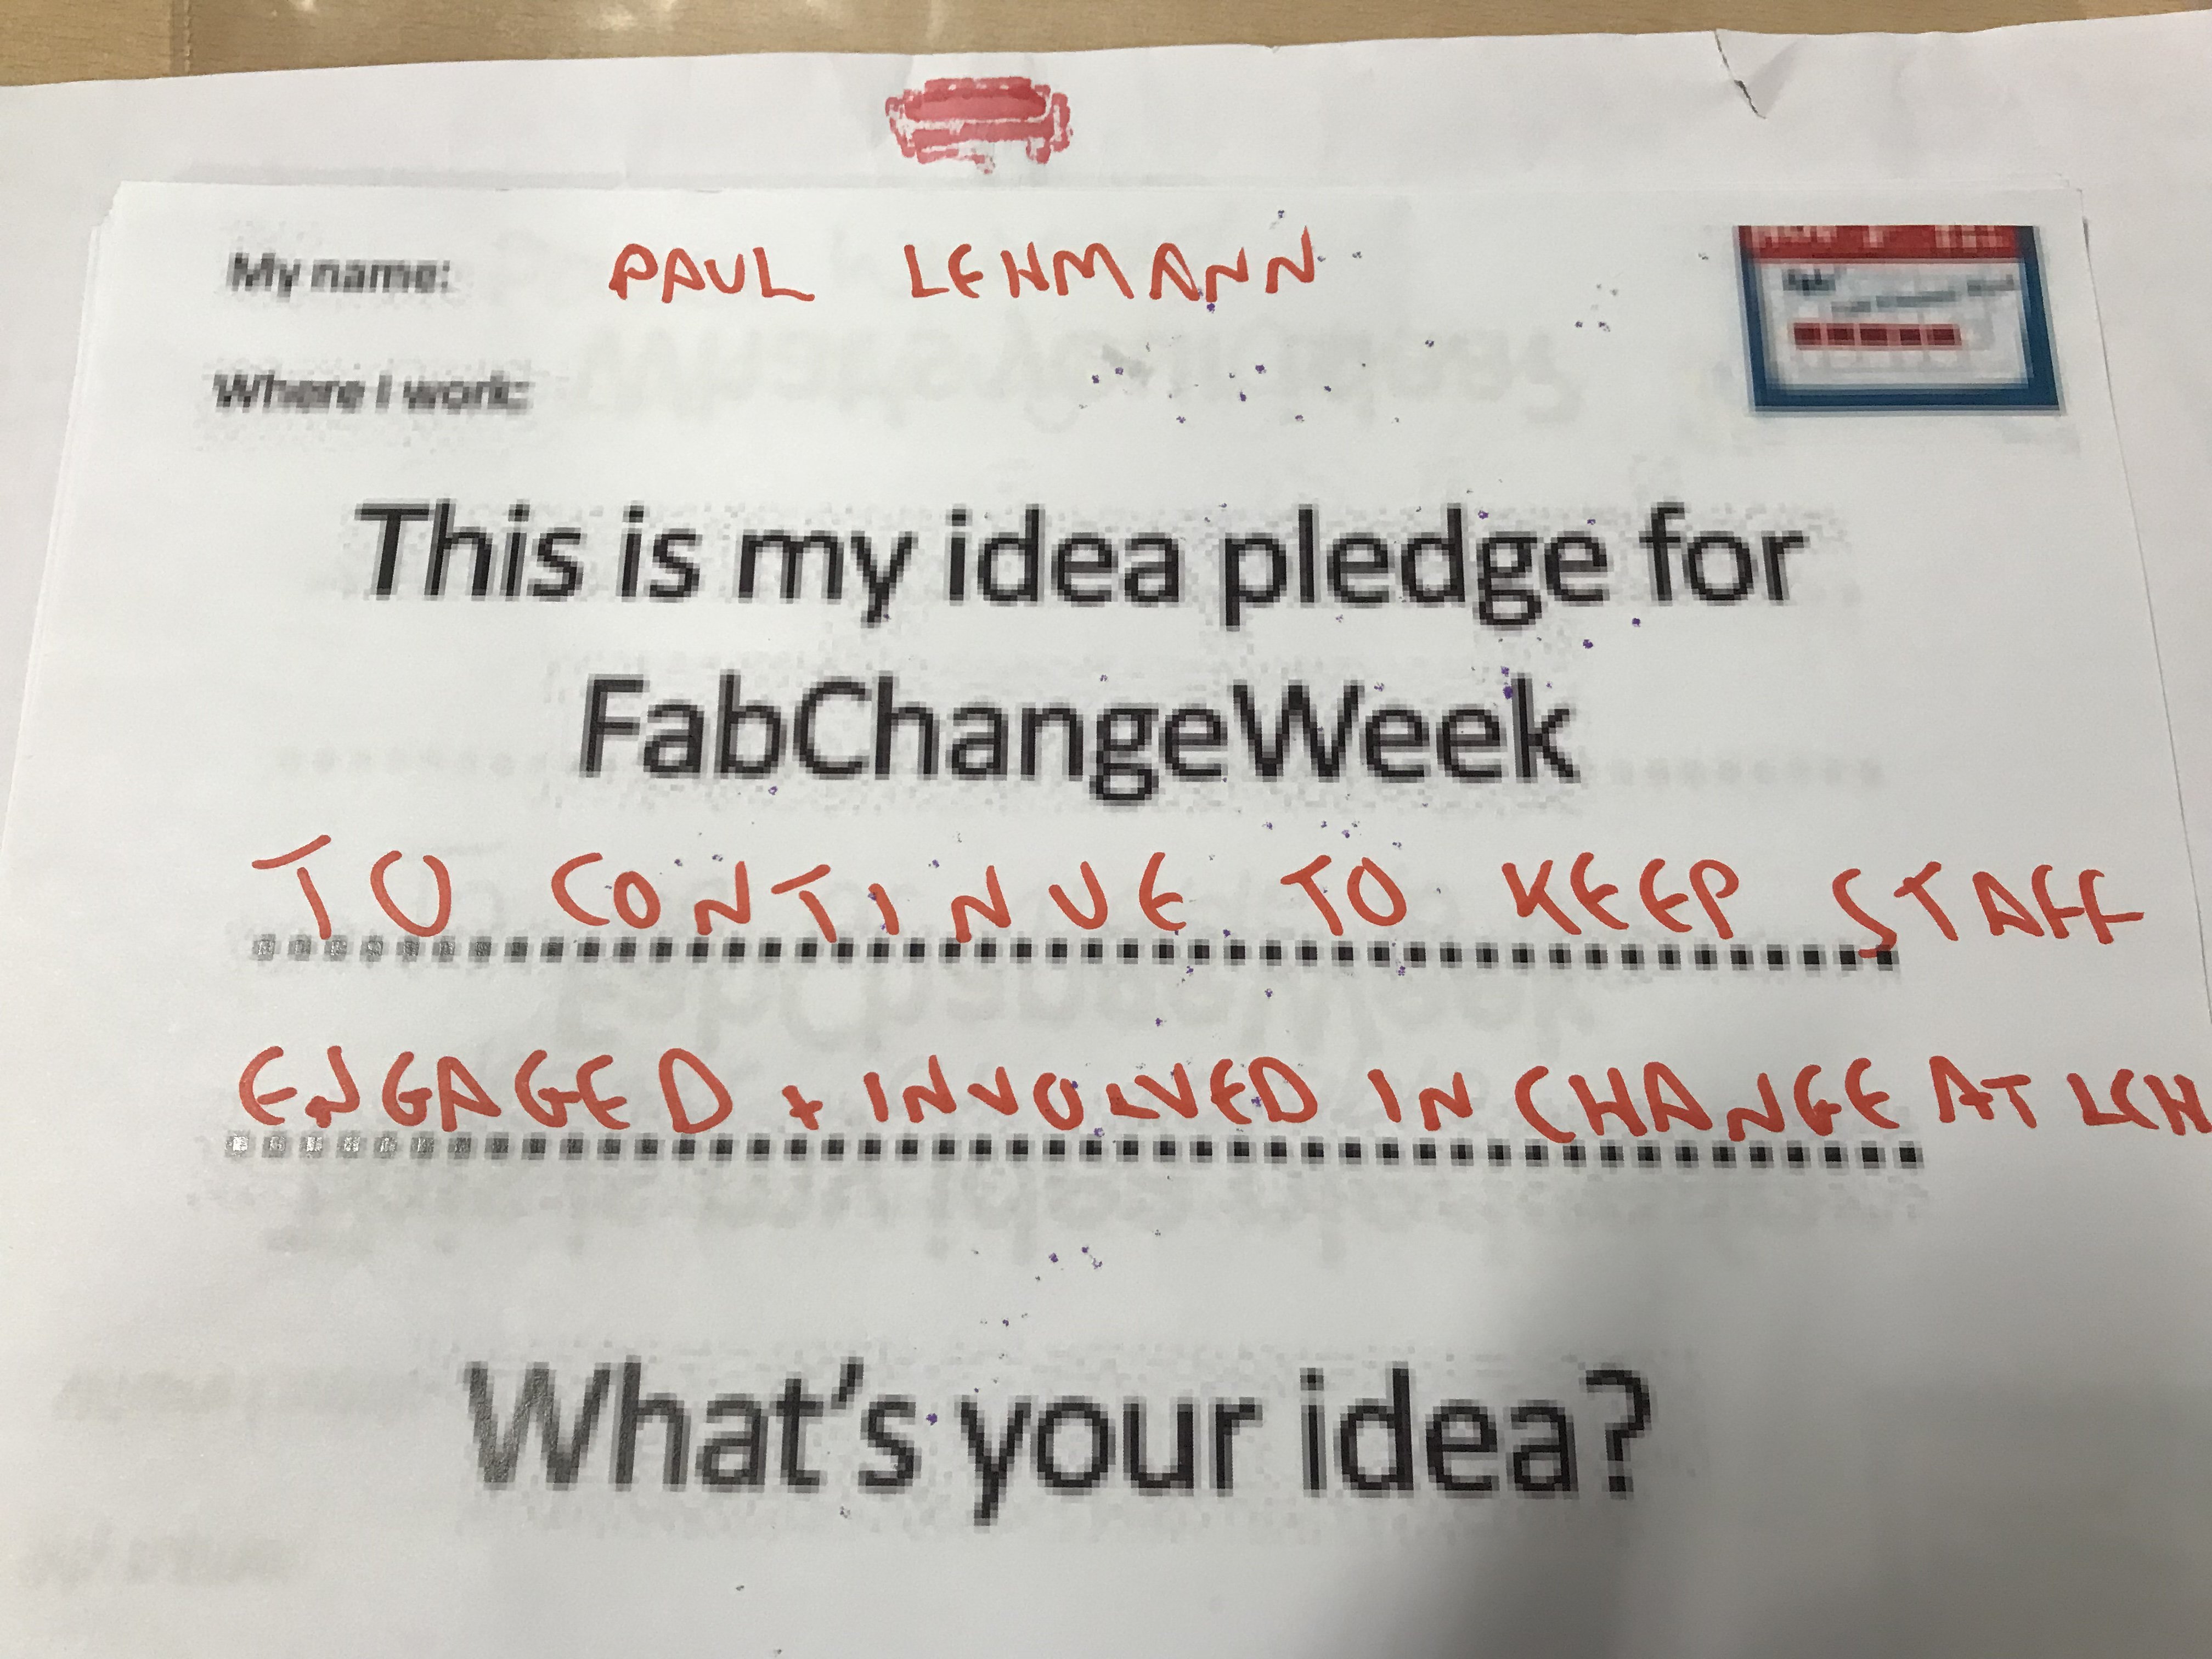 My name: PAUL LEHMANN
Where I work:
This is my idea pledge for
FabChangeWeek
TO CONTINUE TO KEEP STAFF
ENGAGED + INVOLVED IN CHANGE AT LCH
What's your idea?